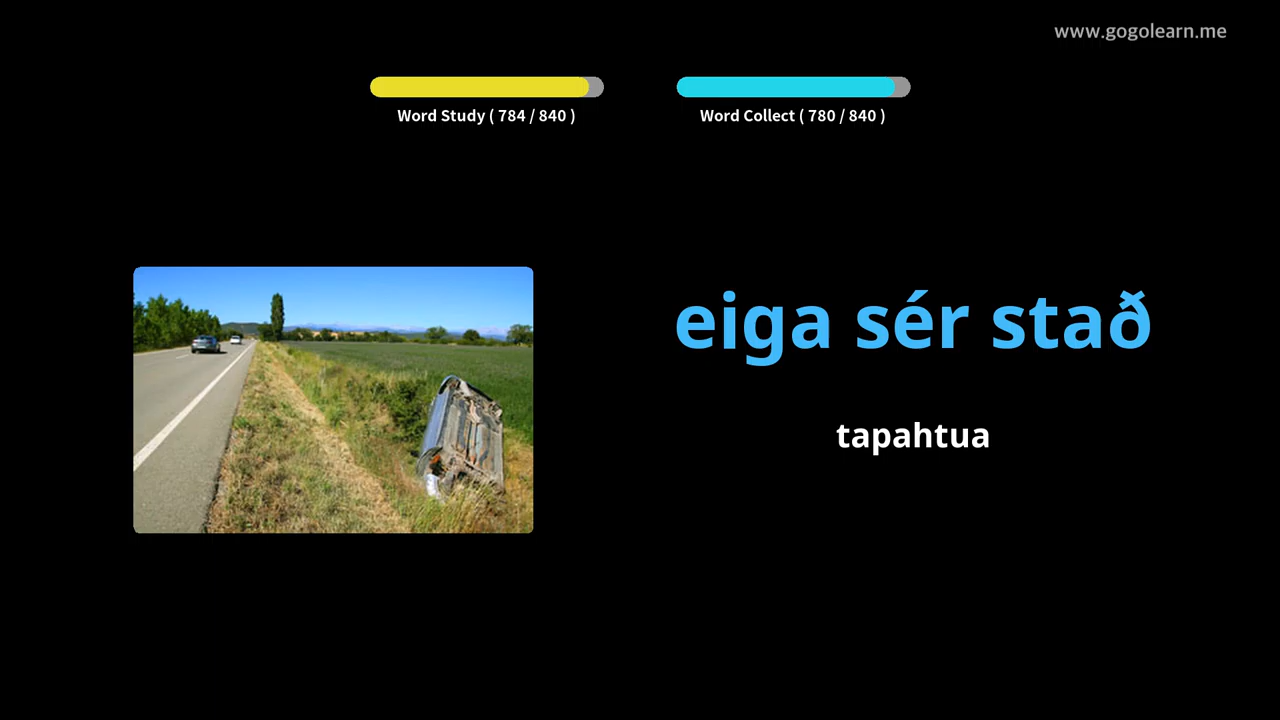 www.gogolearn.me
Word Study ( 784 / 840 )
Word Collect ( 780 / 840 )
eiga sér stað
tapahtua